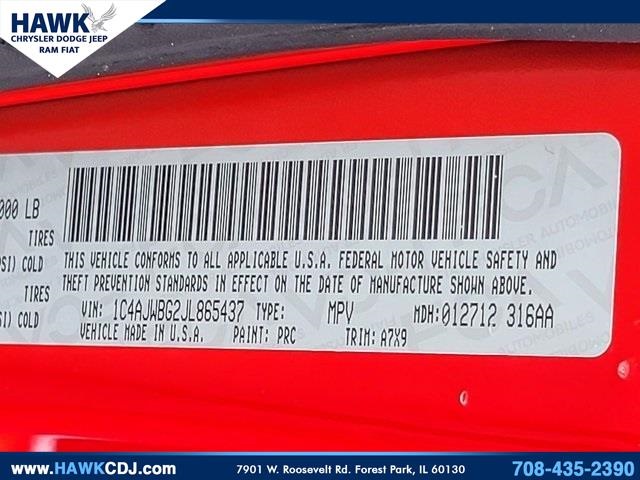 HAWK
CHRYSLER DODGE JEEP
RAM FIAT
000 LB
TIRES
PSI) COLD
TIRES
SI) COLD
THIS VEHICLE CONFORMS TO ALL APPLICABLE U.S.A. FEDERAL MOTOR VEHICLE SAFETY AND
THEFT PREVENTION STANDARDS IN EFFECT ON THE DATE OF MANUFACTURE SHOWN ABOVE.
VIN: 1C4AJWBG2JL865437 TYPE: MPV MDH:012712 316AA
VEHICLE MADE IN U.S.A. PAINT: PRC TRIM: A7X9
www.HAWKCDJ.com 7901 W. Roosevelt Rd. Forest Park, IL 60130 708-435-2390